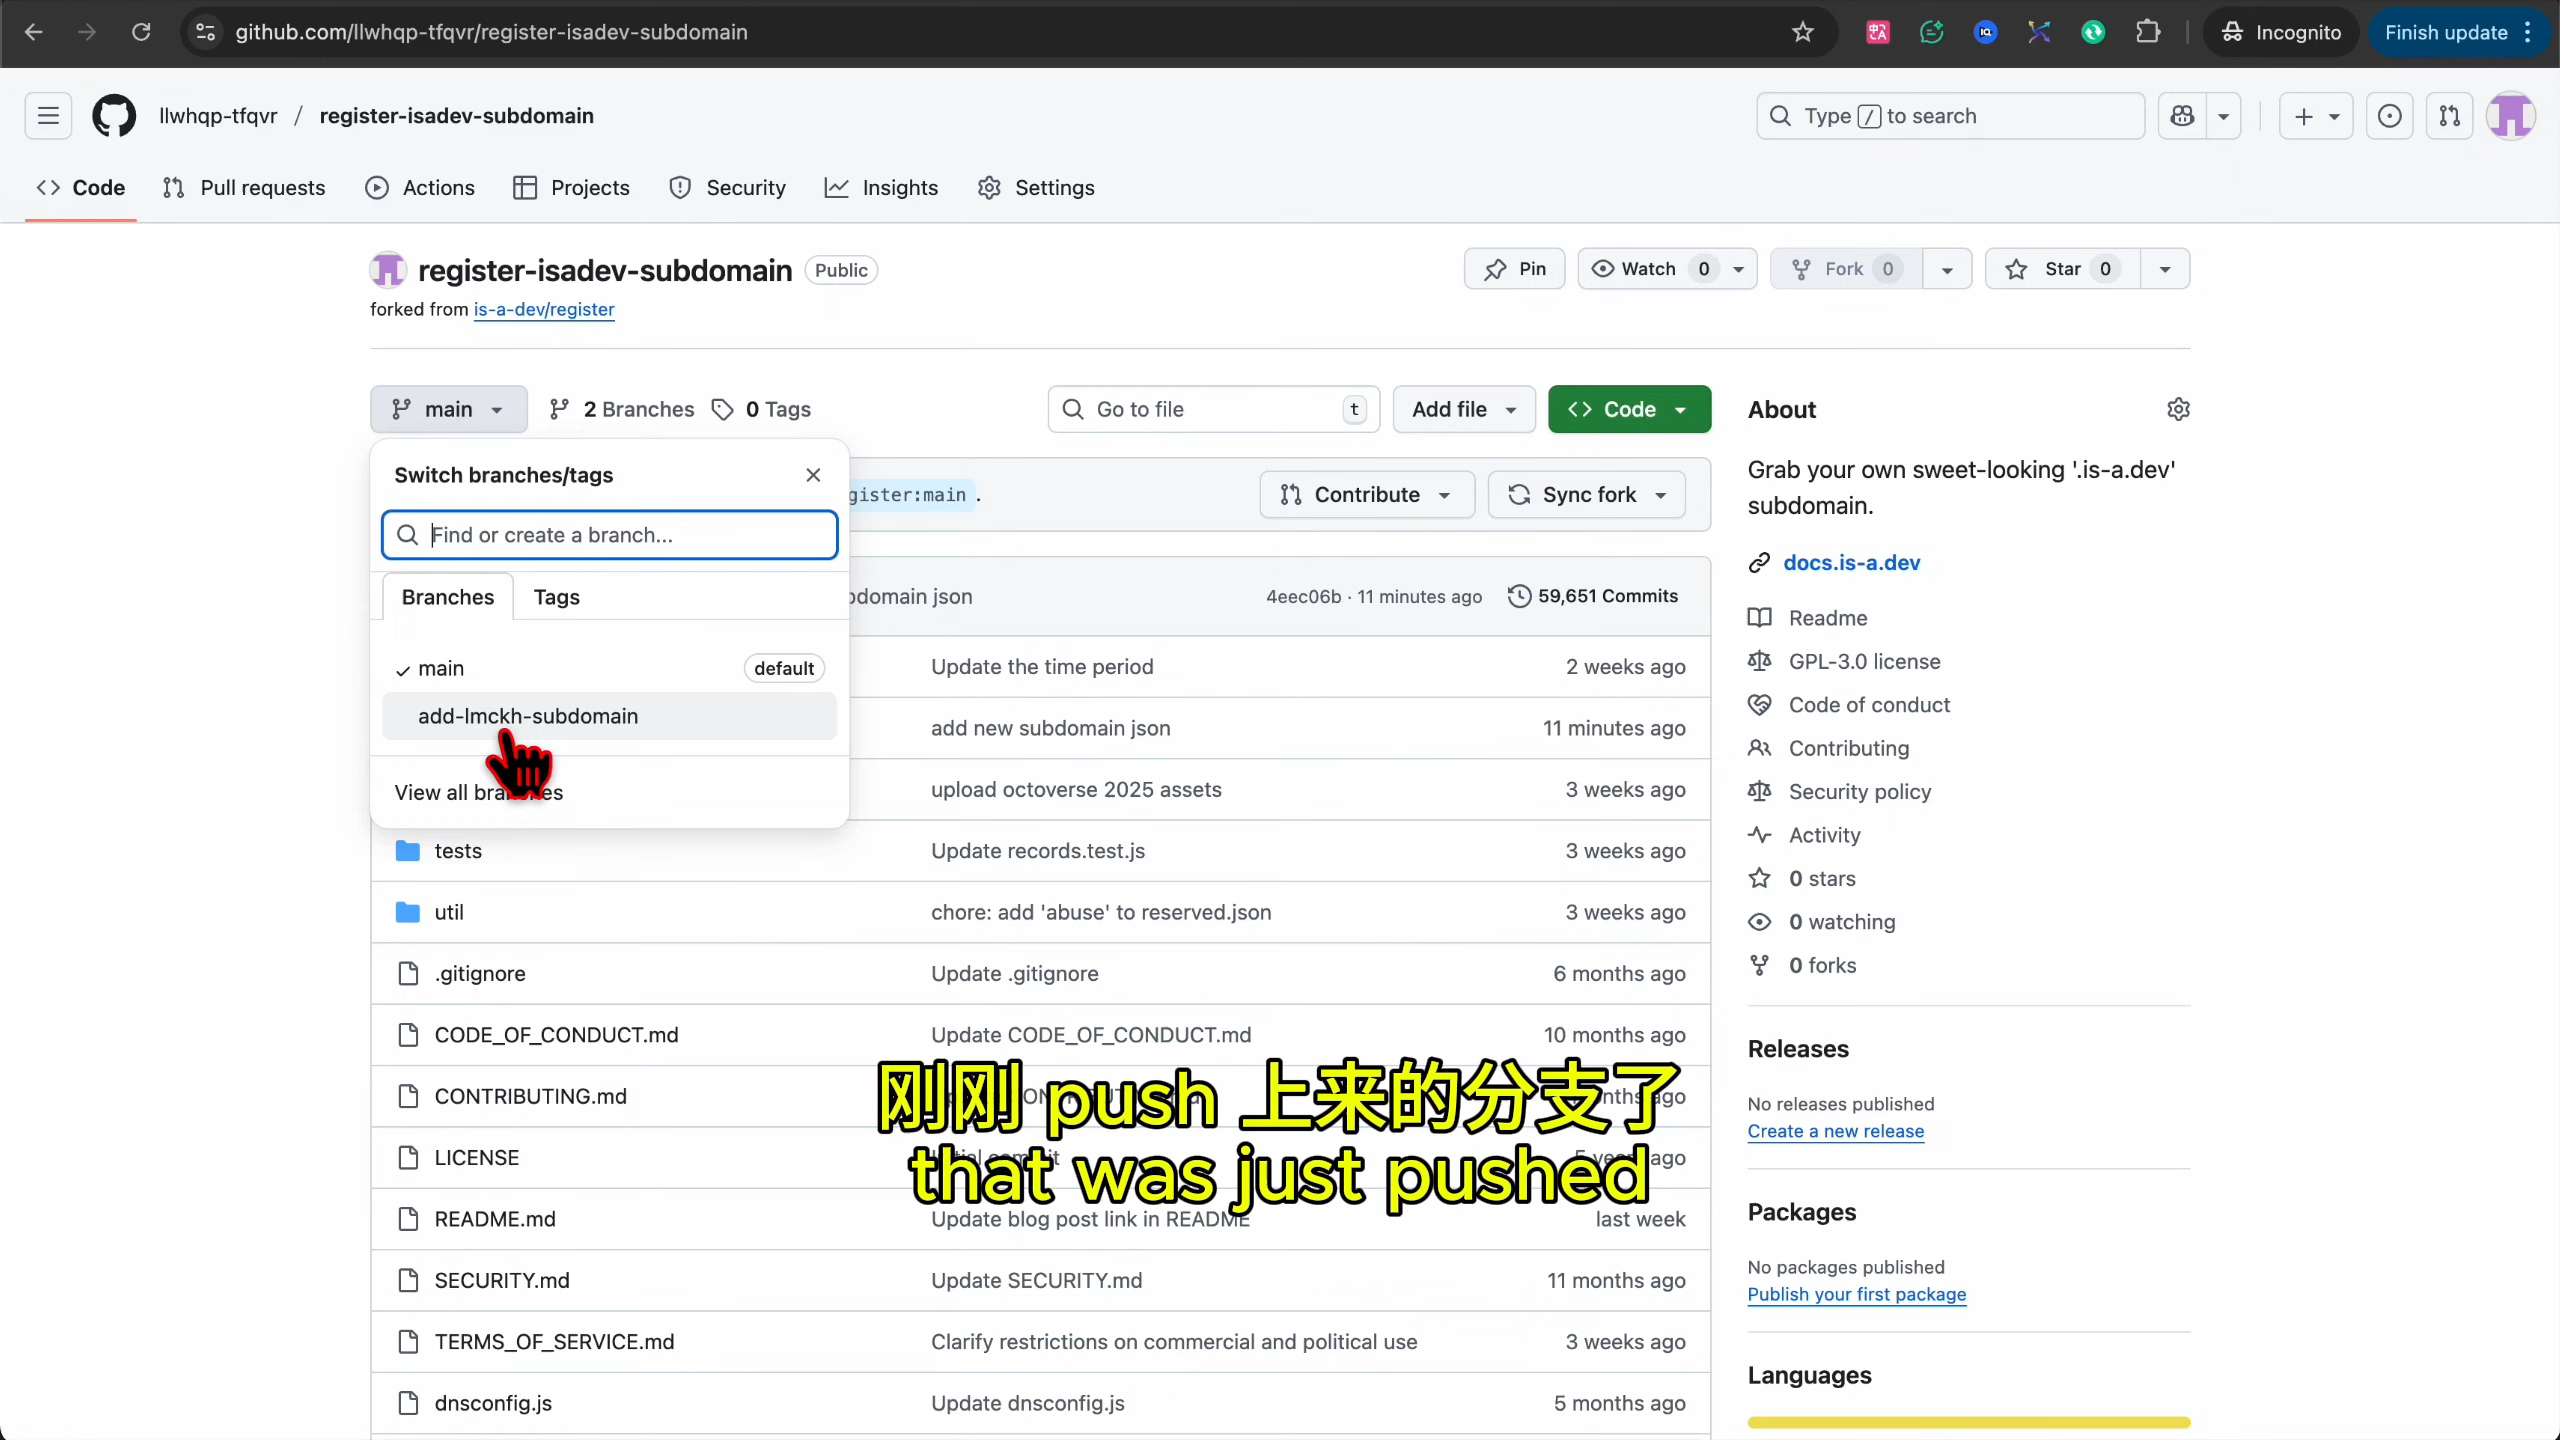 github.com/llwhqp-tfqvr/register-isadev-subdomain
Incognito
Finish update
llwhqp-tfqvr / register-isadev-subdomain
Type / to search
Code
Pull requests
Actions
Projects
Security
Insights
Settings
register-isadev-subdomain Public
forked from is-a-dev/register
Pin
Watch 0
Fork 0
Star 0
main
2 Branches
0 Tags
Go to file
t
Add file
Code
Switch branches/tags
Find or create a branch...
Branches
Tags
main default
add-lmckh-subdomain
View all branches
gister:main .
Contribute
Sync fork
domain json
4eec06b · 11 minutes ago
59,651 Commits
Update the time period 2 weeks ago
add new subdomain json 11 minutes ago
upload octoverse 2025 assets 3 weeks ago
tests Update records.test.js 3 weeks ago
util chore: add 'abuse' to reserved.json 3 weeks ago
.gitignore Update .gitignore 6 months ago
CODE_OF_CONDUCT.md Update CODE_OF_CONDUCT.md 10 months ago
CONTRIBUTING.md
LICENSE
README.md Update blog post link in README last week
SECURITY.md Update SECURITY.md 11 months ago
TERMS_OF_SERVICE.md Clarify restrictions on commercial and political use 3 weeks ago
dnsconfig.js Update dnsconfig.js 5 months ago
刚刚 push 上来的分支了
that was just pushed
About
Grab your own sweet-looking '.is-a.dev'
subdomain.
docs.is-a.dev
Readme
GPL-3.0 license
Code of conduct
Contributing
Security policy
Activity
0 stars
0 watching
0 forks
Releases
No releases published
Create a new release
Packages
No packages published
Publish your first package
Languages